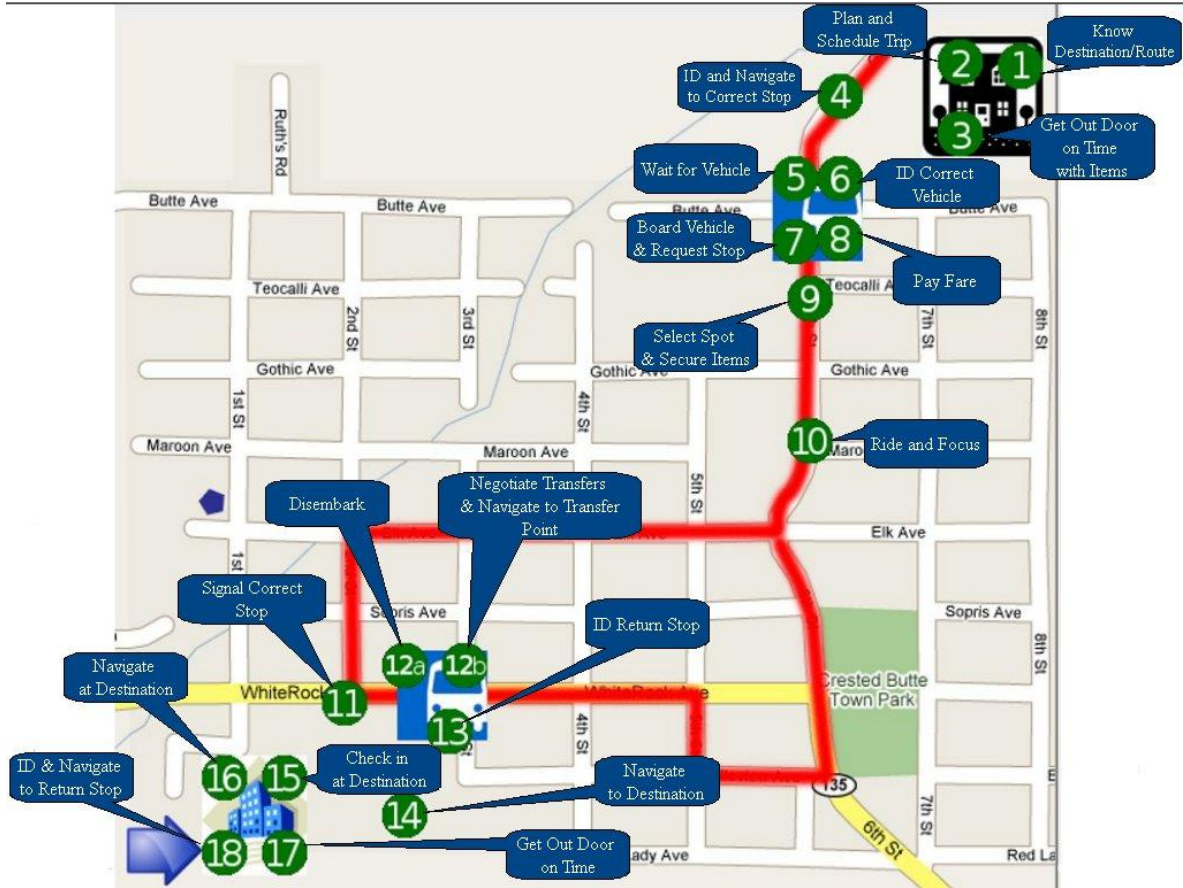 Plan and
Schedule Trip
Know
Destination/Route
2
1
ID and Navigate
to Correct Stop
4
3
Get Out Door
on Time
with Items
Ruth's Rd
Wait for Vehicle
5
6
ID Correct
Vehicle
Butte Ave
Butte Ave
Butte Ave
Butte Ave
Board Vehicle
& Request Stop
7
8
Pay Fare
Teocalli Ave
9
Teocalli
2nd St
3rd St
7th St
8th St
Select Spot
& Secure Items
Gothic Ave
Gothic Ave
Gothic Ave
1st St
4th St
Maroon Ave
Maroon Ave
10
Ride and Focus
5th St
Negotiate Transfers
& Navigate to Transfer
Point
Disembark
Elk Ave
1st
Signal Correct
Stop
Sopris Ave
Sopris Ave
ID Return Stop
8th St
12a
12b
Navigate
at Destination
WhiteRock
11
WhiteRock Ave
Crested Butte
Town Park
13
4th St
ID & Navigate
to Return Stop
16
15
Check in
at Destination
Navigate
to Destination
14
135
7th St
6th St
18
17
Get Out Door
on Time
Lady Ave
Red La